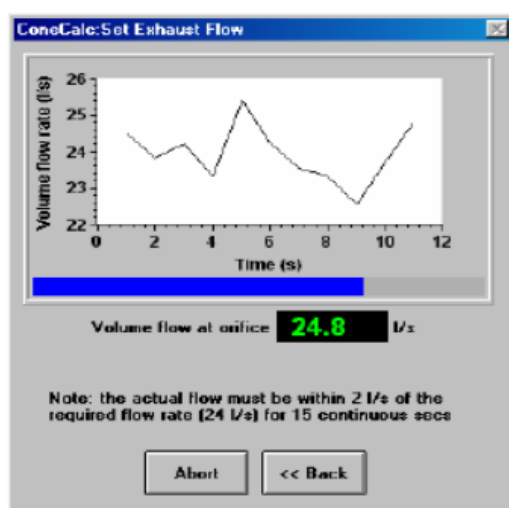 ConeCalc:Set Exhaust Flow
Volume flow rate (l/s)
26
25
24
23
22
0 2 4 6 8 10 12
Time (s)
Volume flow at orifice 24.8 l/s
Note: the actual flow must be within 2 l/s of the
required flow rate (24 l/s) for 15 continuous secs
Abort << Back